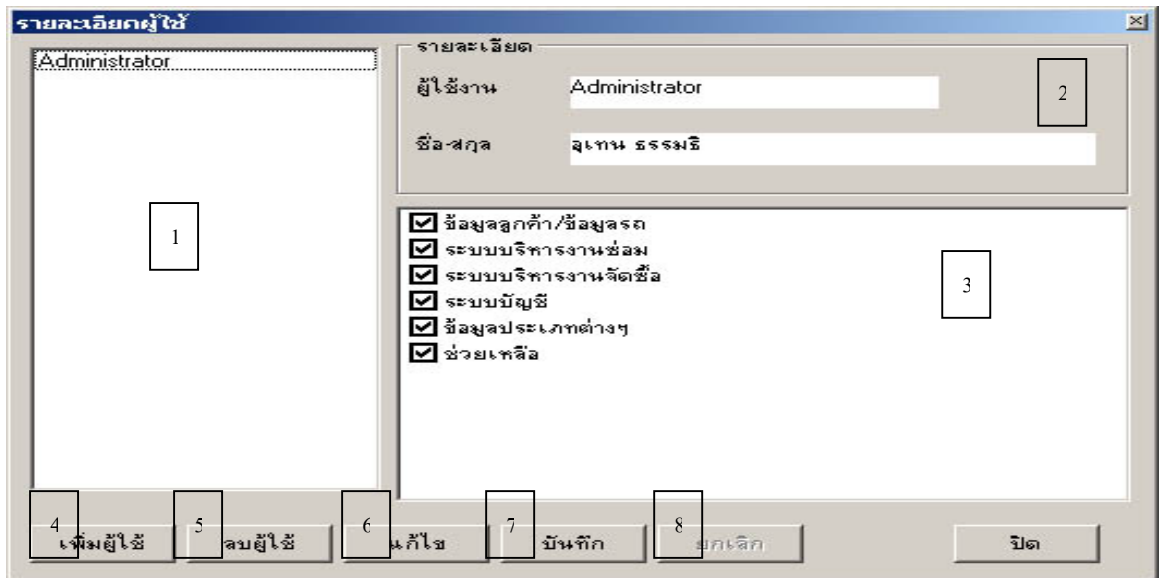 รายละเอียดผู้ใช้
Administrator
รายละเอียด
ผู้ใช้งาน
Administrator
2
ชื่อ-สกุล
อุเทน ธรรมธิ
1
ข้อมูลลูกค้า/ข้อมูลรถ
ระบบบริหารงานซ่อม
ระบบบริหารงานจัดซื้อ
3
ระบบบัญชี
ข้อมูลประเภทต่างๆ
ช่วยเหลือ
4
5
6
7
8
เพิ่มผู้ใช้
ลบผู้ใช้
แก้ไข
บันทึก
ยกเลิก
ปิด